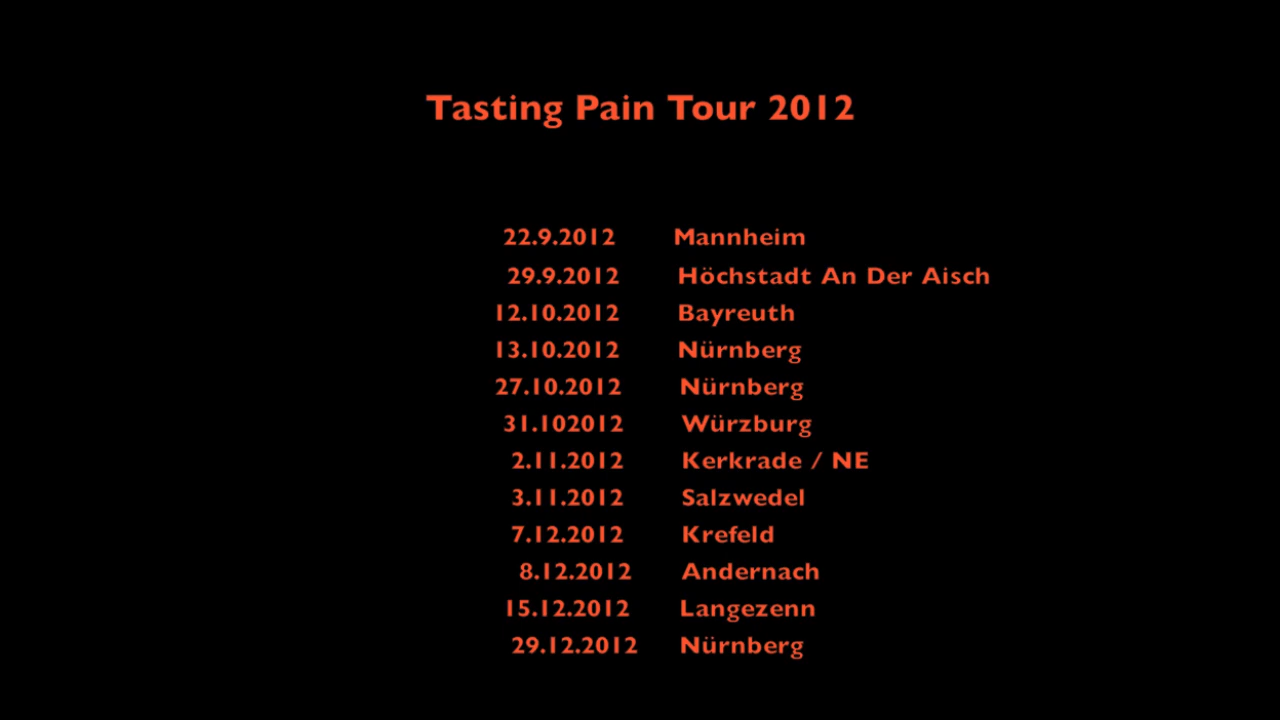 Tasting Pain Tour 2012
22.9.2012 Mannheim
29.9.2012 Höchstadt An Der Aisch
12.10.2012 Bayreuth
13.10.2012 Nürnberg
27.10.2012 Nürnberg
31.102012 Würzburg
2.11.2012 Kerkrade / NE
3.11.2012 Salzwedel
7.12.2012 Krefeld
8.12.2012 Andernach
15.12.2012 Langezenn
29.12.2012 Nürnberg